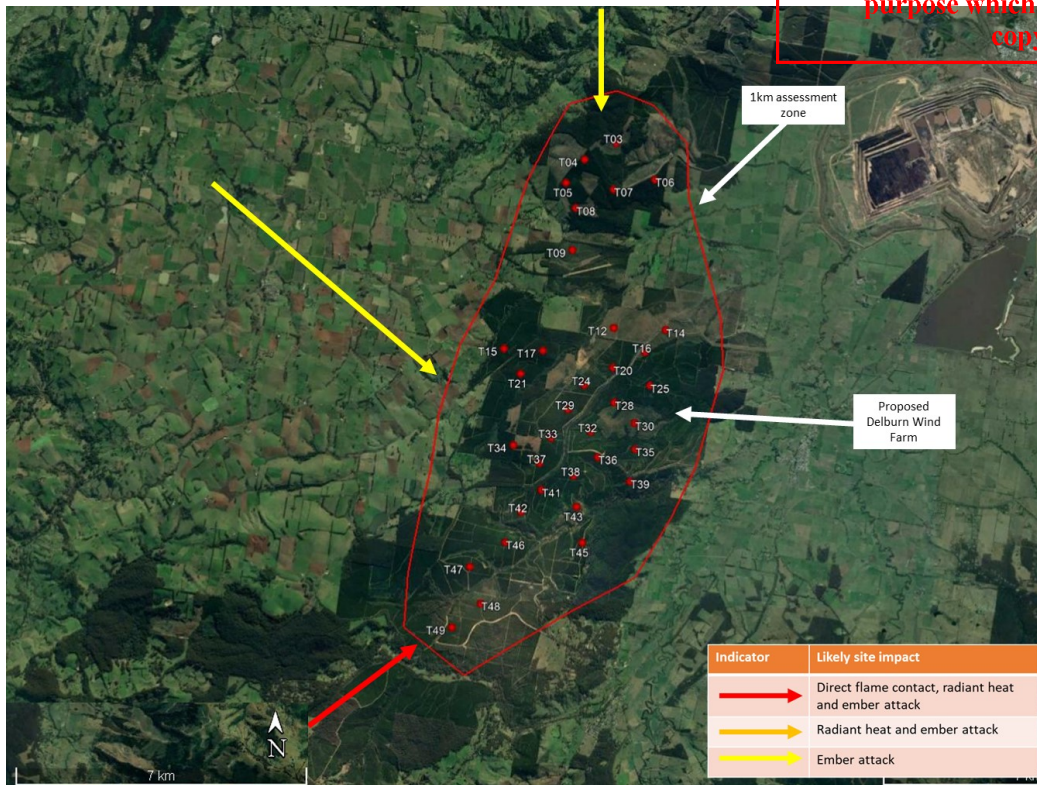 purpose which
copy
1km assessment
zone
T03
T04
T05
T06
T07
T08
T09
T12
T14
T15
T17
T16
T20
T21
T24
T25
T28
T29
T30
T32
T33
T34
T35
T36
T37
T38
T39
T41
T42
T43
T45
T46
T47
T48
T49
Proposed
Delburn Wind
Farm
Indicator Likely site impact
Direct flame contact, radiant heat
and ember attack
Radiant heat and ember attack
Ember attack
N
7 km